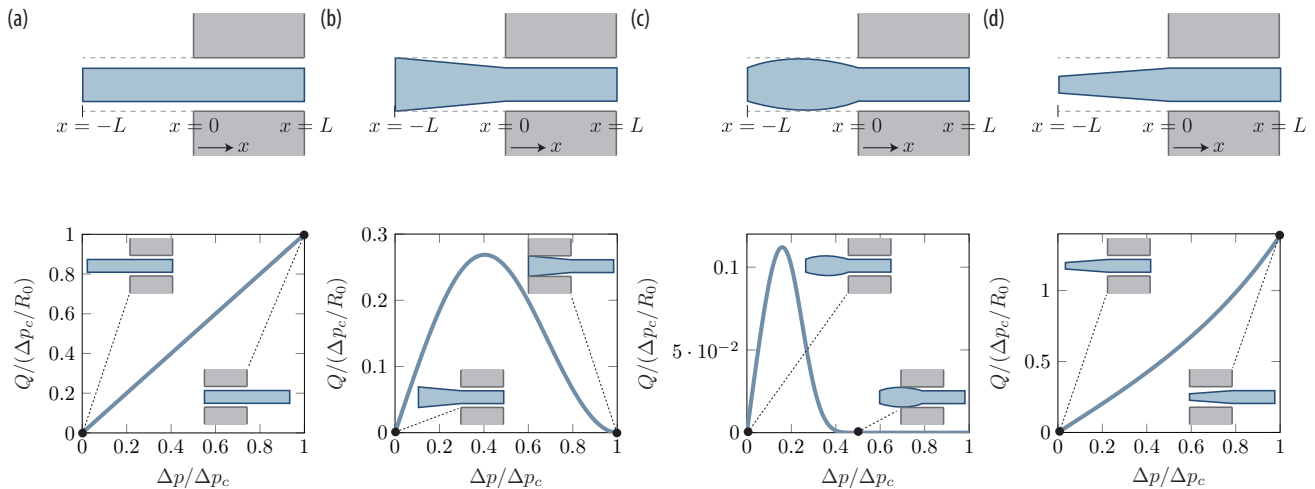 (a)
x = −L
x = 0
x = L
x
(b)
x = −L
x = 0
x = L
x
(c)
x = −L
x = 0
x = L
x
(d)
x = −L
x = 0
x = L
x
Q/(Δp_c/R_0)
1
0.8
0.6
0.4
0.2
0
0 0.2 0.4 0.6 0.8 1
Δp/Δp_c
Q/(Δp_c/R_0)
0.3
0.2
0.1
0
0 0.2 0.4 0.6 0.8 1
Δp/Δp_c
Q/(Δp_c/R_0)
0.1
5 · 10^−2
0
0 0.2 0.4 0.6 0.8 1
Δp/Δp_c
Q/(Δp_c/R_0)
1
0.5
0
0 0.2 0.4 0.6 0.8 1
Δp/Δp_c